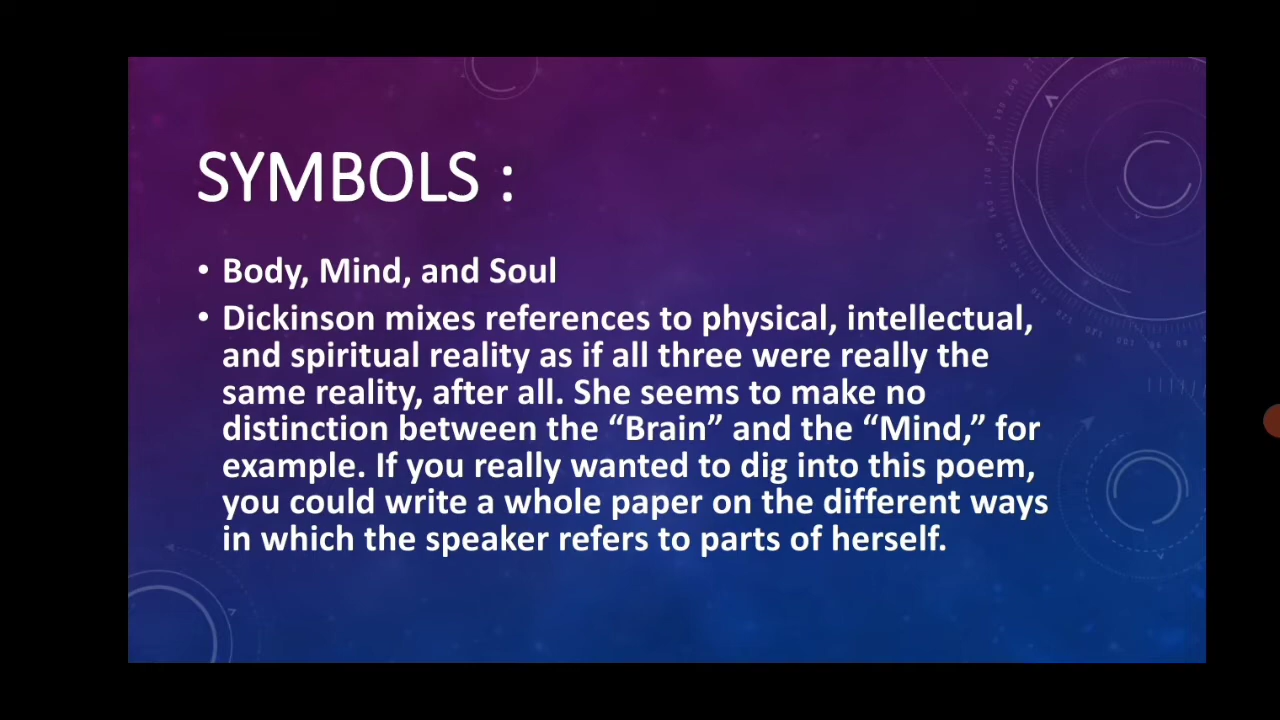 SYMBOLS :
• Body, Mind, and Soul
• Dickinson mixes references to physical, intellectual,
and spiritual reality as if all three were really the
same reality, after all. She seems to make no
distinction between the “Brain” and the “Mind,” for
example. If you really wanted to dig into this poem,
you could write a whole paper on the different ways
in which the speaker refers to parts of herself.